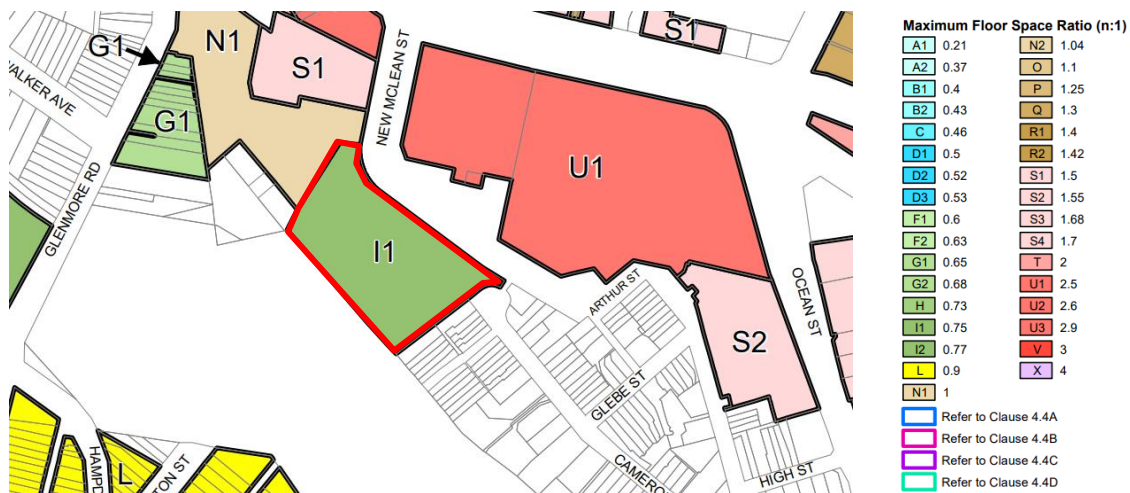 G1
N1
S1
S1
WALKER AVE
G1
NEW MCLEAN ST
U1
GLENMORE RD
I1
ARTHUR ST
OCEAN ST
S2
GLEBE ST
L
HIGH ST
Maximum Floor Space Ratio (n:1)
A1 0.21
A2 0.37
B1 0.4
B2 0.43
C 0.46
D1 0.5
D2 0.52
D3 0.53
F1 0.6
F2 0.63
G1 0.65
G2 0.68
H 0.73
I1 0.75
I2 0.77
L 0.9
N1 1
N2 1.04
O 1.1
P 1.25
Q 1.3
R1 1.4
R2 1.42
S1 1.5
S2 1.55
S3 1.68
S4 1.7
T 2
U1 2.5
U2 2.6
U3 2.9
V 3
X 4
Refer to Clause 4.4A
Refer to Clause 4.4B
Refer to Clause 4.4C
Refer to Clause 4.4D